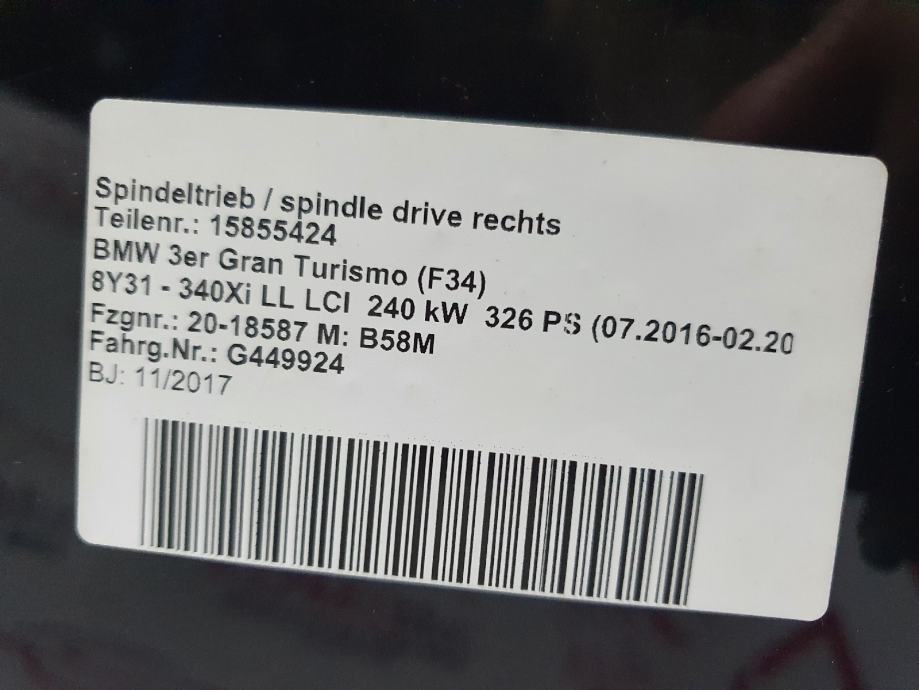 Spindeltrieb / spindle drive rechts
Teilenr.: 15855424
BMW 3er Gran Turismo (F34)
8Y31 - 340Xi LL LCI 240 kW 326 PS (07.2016-02.20
Fzgnr.: 20-18587 M: B58M
Fahrg.Nr.: G449924
BJ: 11/2017